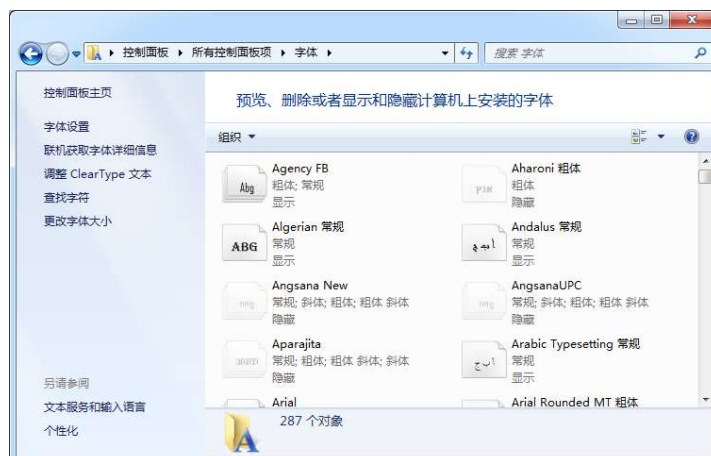 控制面板 所有控制面板项 字体 搜索 字体
控制面板主页
字体设置
联机获取字体详细信息
调整 ClearType 文本
查找字符
更改字体大小
另请参阅
文本服务和输入语言
个性化
预览、删除或者显示和隐藏计算机上安装的字体
组织
Abg
Agency FB
粗体; 常规
显示
Aharoni 粗体
粗体
隐藏
ABG
Algerian 常规
常规
显示
Andalus 常规
常规
显示
Angsana New
常规; 斜体; 粗体; 粗体 斜体
隐藏
AngsanaUPC
常规; 斜体; 粗体; 粗体 斜体
隐藏
Aparajita
常规; 粗体; 粗体 斜体; 斜体
隐藏
Arabic Typesetting 常规
常规
显示
Arial
Arial Rounded MT 粗体
287 个对象